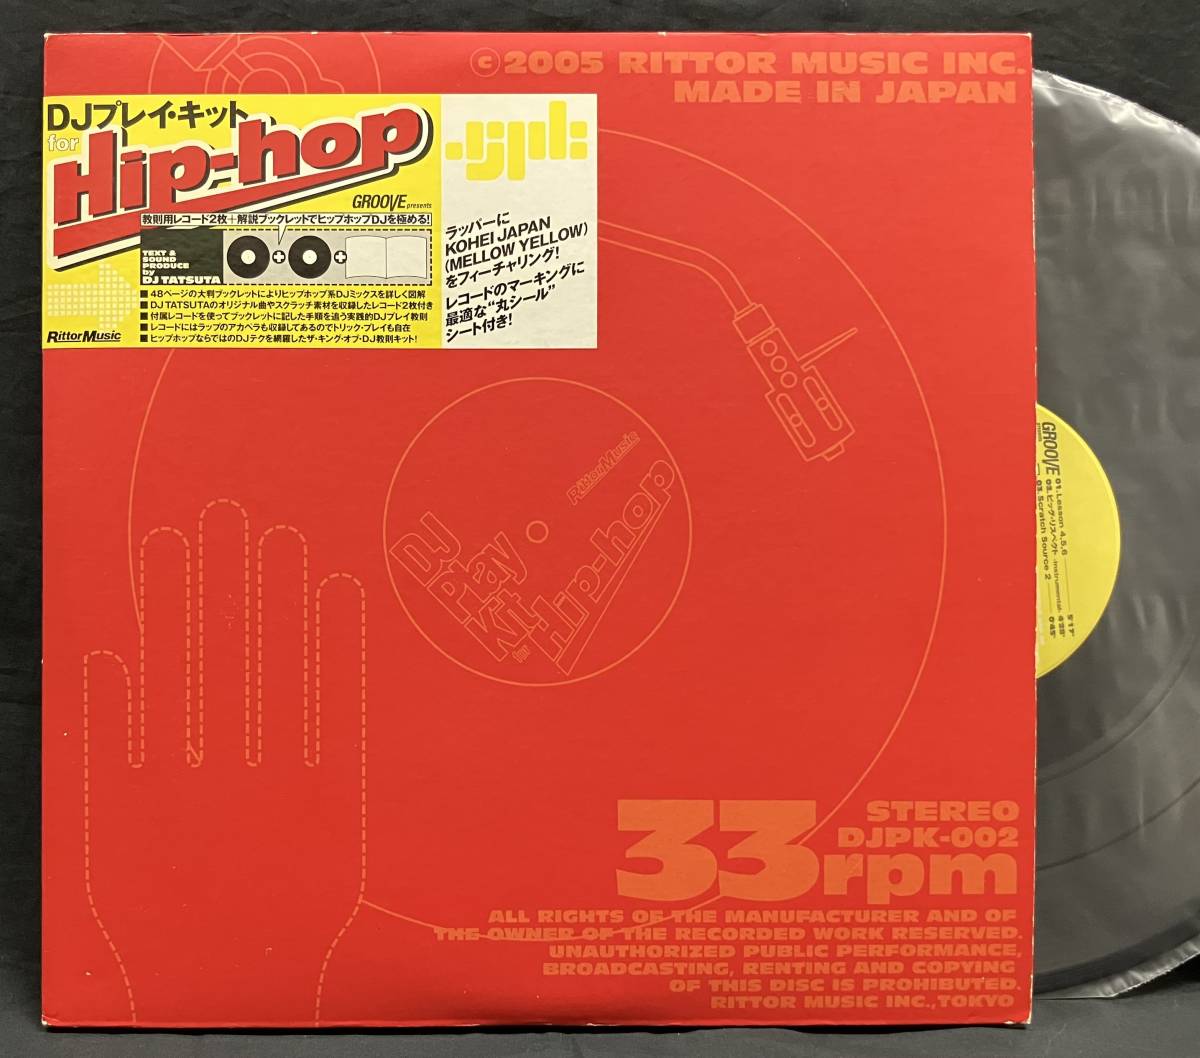 ©2005 RITTOR MUSIC INC.
MADE IN JAPAN
DJプレイ・キット
for
Hip-hop
GROOVE presents
教則用レコード2枚+解説ブックレットでヒップホップDJを極める!
TEXT &
SOUND
PRODUCE
by
DJ TATSUTA
+
+
■48ページの大判ブックレットによりヒップホップ系DJミックスを詳しく図解
■DJ TATSUTAのオリジナル曲やスクラッチ素材を収録したレコード2枚付き
■付属レコードを使ってブックレットに記した手順を追う実践的DJプレイ教則
■レコードにはラップのアカペラも収録してあるのでトリック・プレイも自在
■ヒップホップならではのDJテクを網羅したザ・キング・オブ・DJ教則キット!
RittorMusic
djpk
ラッパーに
KOHEI JAPAN
(MELLOW YELLOW)
をフィーチャリング!
レコードのマーキングに
最適な“丸シール”
シート付き!
RittorMusic
DJ
Play
Kit
for
Hip-hop
GROOVE
01. Lesson 4,5,6 5'17"
02. ビッグ・リスペクト -Instrumental- 4'29"
03. Scratch Source 2 0'45"
33rpm
STEREO
DJPK-002
ALL RIGHTS OF THE MANUFACTURER AND OF
THE OWNER OF THE RECORDED WORK RESERVED.
UNAUTHORIZED PUBLIC PERFORMANCE,
BROADCASTING, RENTING AND COPYING
OF THIS DISC IS PROHIBITED.
RITTOR MUSIC INC.,TOKYO